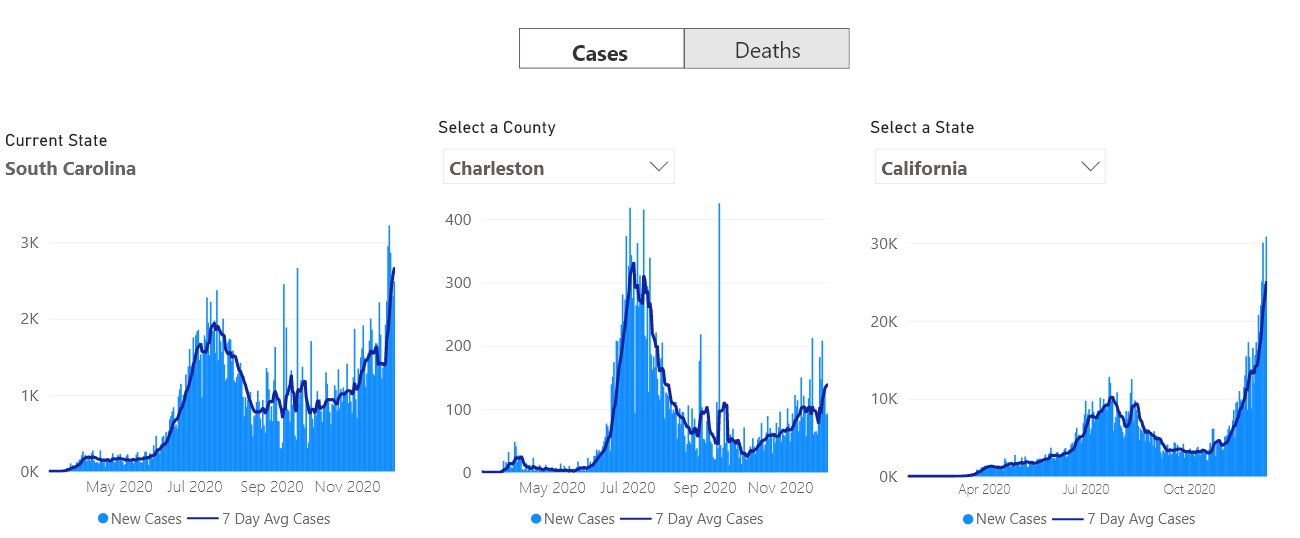 Cases
Deaths
Current State
South Carolina
3K
2K
1K
0K
May 2020 Jul 2020 Sep 2020 Nov 2020
New Cases 7 Day Avg Cases
Select a County
Charleston
400
300
200
100
0
May 2020 Jul 2020 Sep 2020 Nov 2020
New Cases 7 Day Avg Cases
Select a State
California
30K
20K
10K
0K
Apr 2020 Jul 2020 Oct 2020
New Cases 7 Day Avg Cases